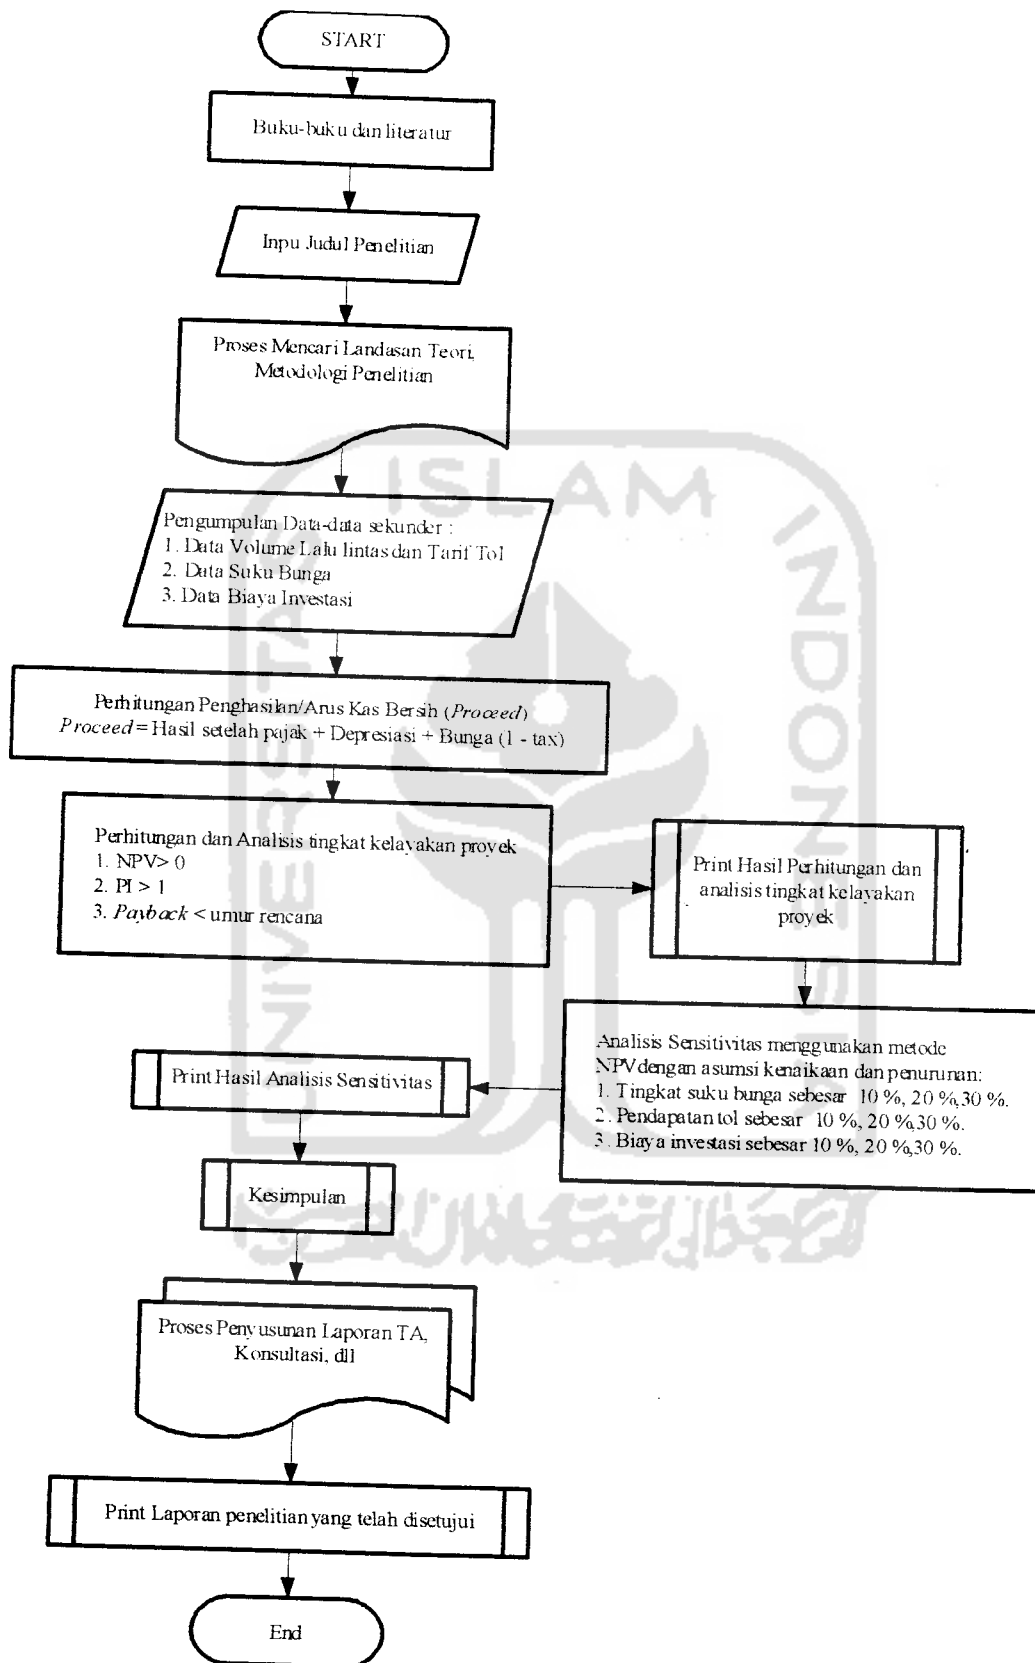 START
Buku-buku dan literatur
Inpu Judul Penelitian
Proses Mencari Landasan Teori,
Metodologi Penelitian
Pengumpulan Data-data sekunder :
1. Data Volume Lalu lintas dan Tarif Tol
2. Data Suku Bunga
3. Data Biaya Investasi
Perhitungan Penghasilan/Arus Kas Bersih (Proceed)
Proceed = Hasil setelah pajak + Depresiasi + Bunga (1 - tax)
Perhitungan dan Analisis tingkat kelayakan proyek
1. NPV> 0
2. PI > 1
3. Payback < umur rencana
Print Hasil Perhitungan dan
analisis tingkat kelayakan
proyek
Analisis Sensitivitas menggunakan metode
NPV dengan asumsi kenaikaan dan penurunan:
1. Tingkat suku bunga sebesar 10 %, 20 %,30 %.
2. Pendapatan tol sebesar 10 %, 20 %,30 %.
3. Biaya investasi sebesar 10 %, 20 %,30 %.
Print Hasil Analisis Sensitivitas
Kesimpulan
Proses Penyusunan Laporan TA,
Konsultasi, dll
Print Laporan penelitian yang telah disetujui
End
UNIVERSITAS
ISLAM
INDONESIA